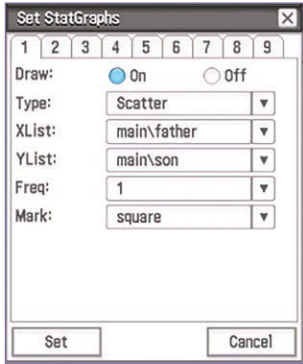 Set StatGraphs
1 2 3 4 5 6 7 8 9
Draw: On Off
Type: Scatter
XList: main\father
YList: main\son
Freq: 1
Mark: square
Set Cancel